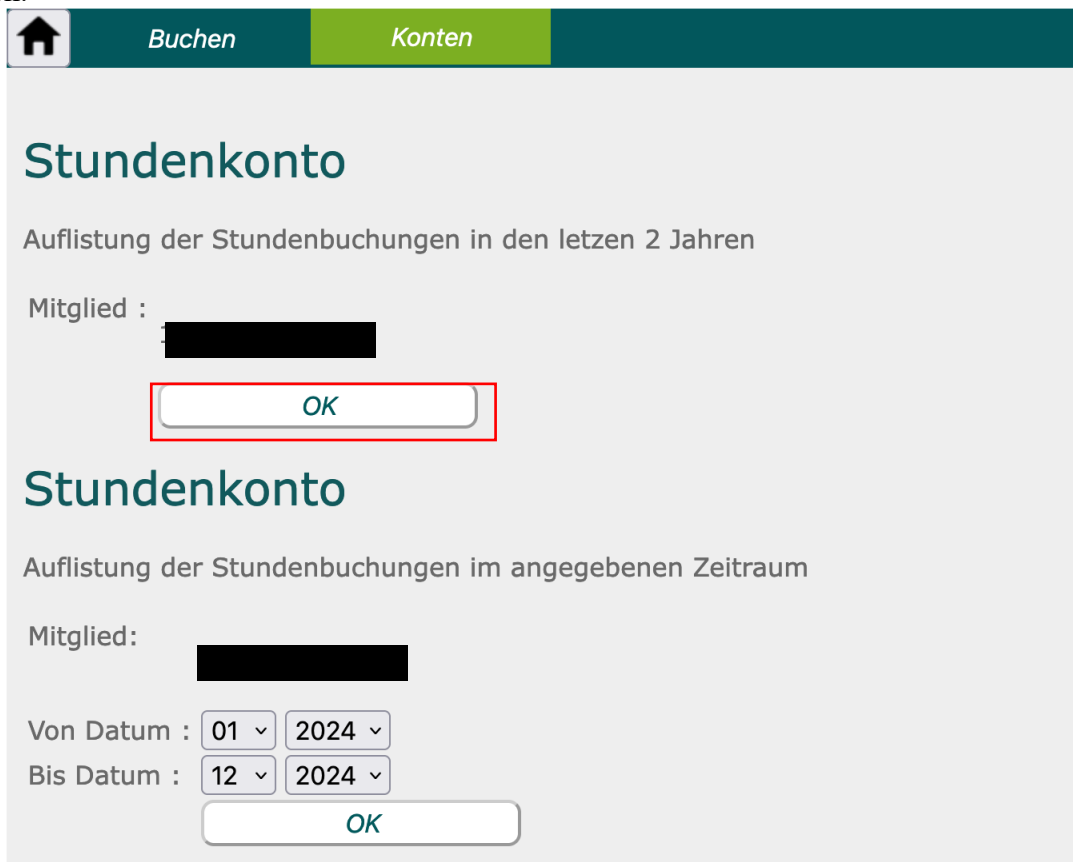 Buchen Konten
Stundenkonto
Auflistung der Stundenbuchungen in den letzen 2 Jahren
Mitglied :
OK
Stundenkonto
Auflistung der Stundenbuchungen im angegebenen Zeitraum
Mitglied:
Von Datum : 01 2024
Bis Datum : 12 2024
OK